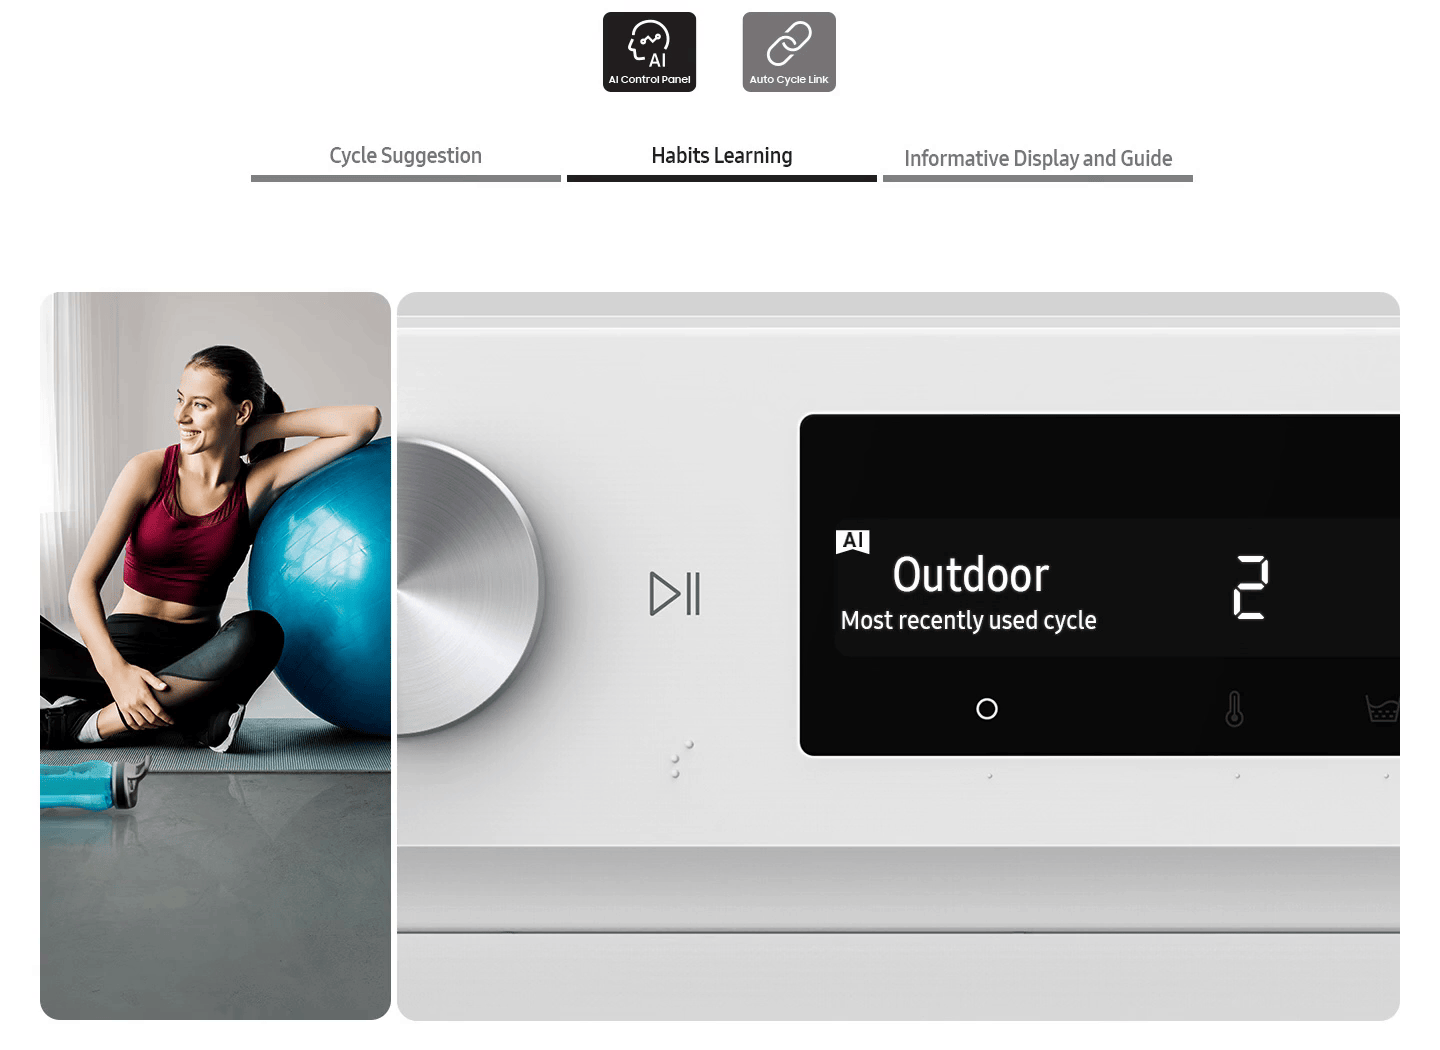 AI
AI Control Panel
Auto Cycle Link
Cycle Suggestion
Habits Learning
Informative Display and Guide
AI
Outdoor
2
Most recently used cycle